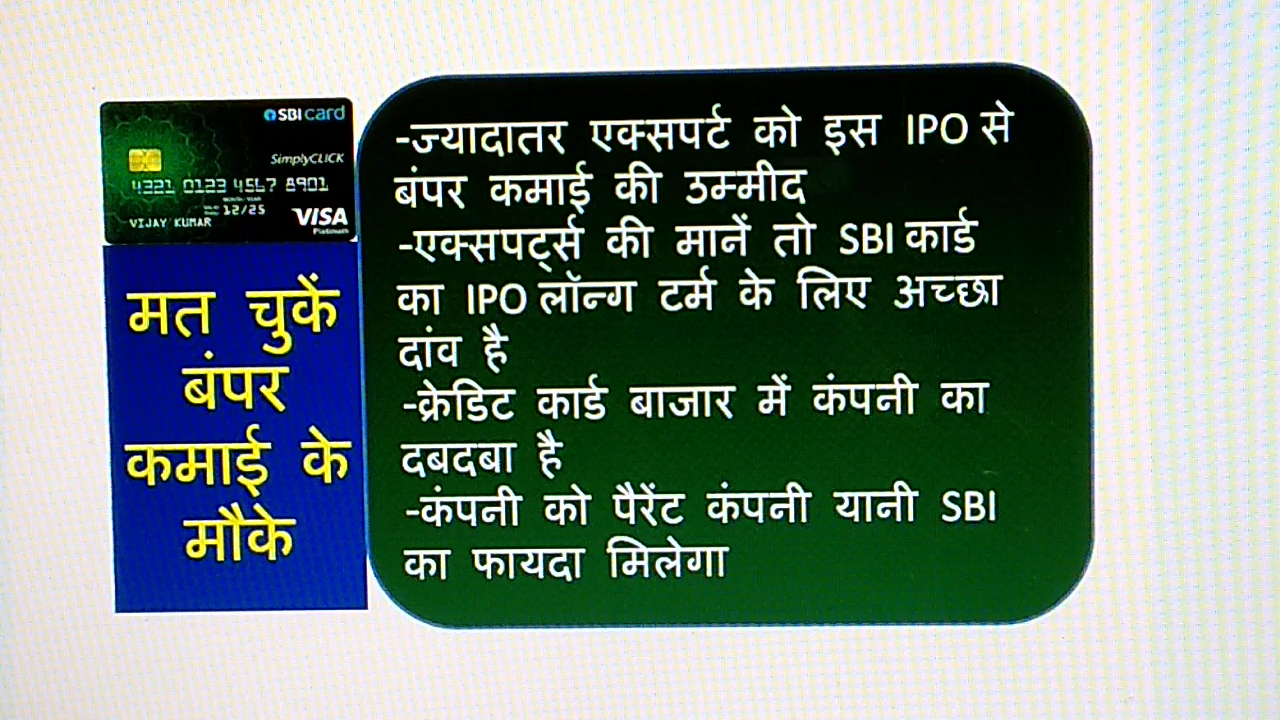 SBI card
SimplyCLICK
4321 0123 4567 8901
12/25
VIJAY KUMAR
VISA
Platinum
मत चुकें
बंपर
कमाई के
मौके
-ज्यादातर एक्सपर्ट को इस IPO से
बंपर कमाई की उम्मीद
-एक्सपर्ट्स की मानें तो SBI कार्ड
का IPO लॉन्ग टर्म के लिए अच्छा
दांव है
-क्रेडिट कार्ड बाजार में कंपनी का
दबदबा है
-कंपनी को पैरेंट कंपनी यानी SBI
का फायदा मिलेगा